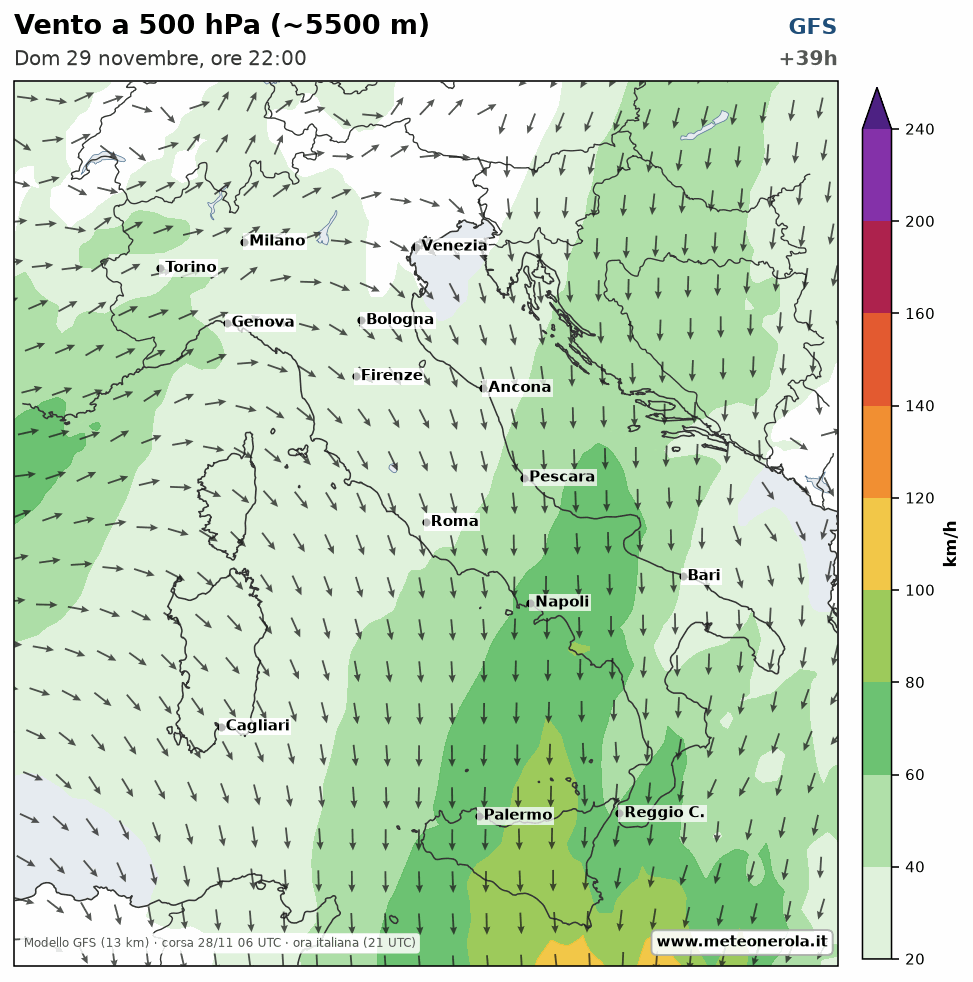 Vento a 500 hPa (~5500 m)
GFS
Dom 29 novembre, ore 22:00
+39h
Milano
Venezia
Torino
Genova
Bologna
Firenze
Ancona
Pescara
Roma
Bari
Napoli
Cagliari
Palermo
Reggio C.
Modello GFS (13 km) · corsa 28/11 06 UTC · ora italiana (21 UTC)
www.meteonerola.it
240
200
160
140
120
100
80
60
40
20
km/h